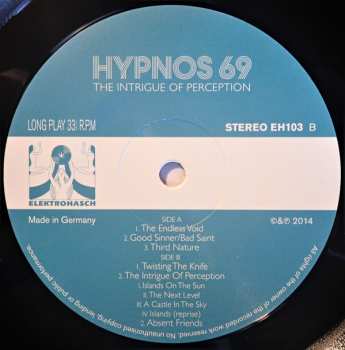 HYPNOS 69
THE INTRIGUE OF PERCEPTION
LONG PLAY 33⅓ R.P.M
STEREO EH103 B
ELEKTROHASCH
Made in Germany
©&℗ 2014
SIDE A
1. The Endless Void
2. Good Sinner/Bad Saint
3. Third Nature
SIDE B
1. Twisting The Knife
2. The Intrigue Of Perception
I. Islands On The Sun
II. The Next Level
III. A Castle In The Sky
IV. Islands (reprise)
2. Absent Friends
All rights of the owner of the recorded work reserved. No unauthorised copying, lending or public performance.